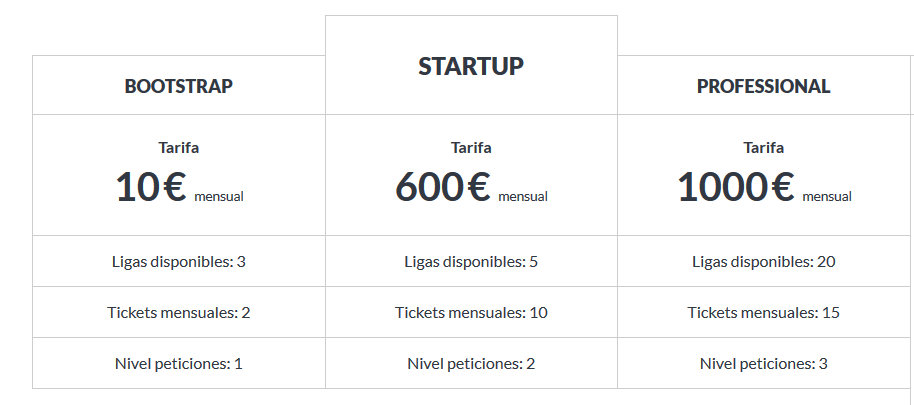 BOOTSTRAP
STARTUP
PROFESSIONAL
Tarifa
10€ mensual
Tarifa
600€ mensual
Tarifa
1000€ mensual
Ligas disponibles: 3
Ligas disponibles: 5
Ligas disponibles: 20
Tickets mensuales: 2
Tickets mensuales: 10
Tickets mensuales: 15
Nivel peticiones: 1
Nivel peticiones: 2
Nivel peticiones: 3